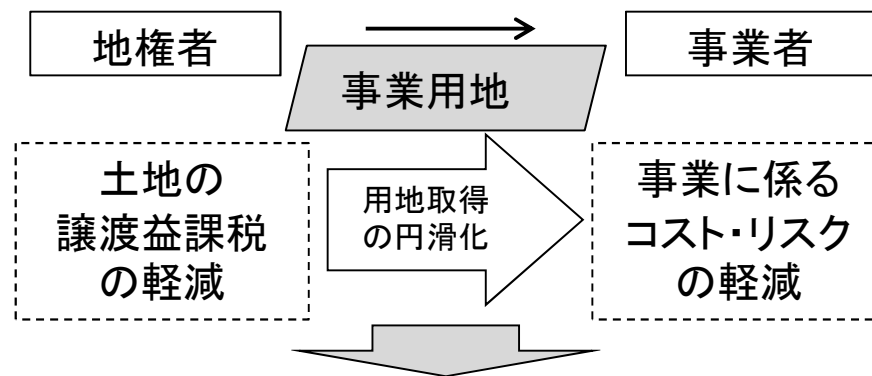 地権者
事業者
事業用地
土地の
譲渡益課税
の軽減
用地取得
の円滑化
事業に係る
コスト・リスク
の軽減